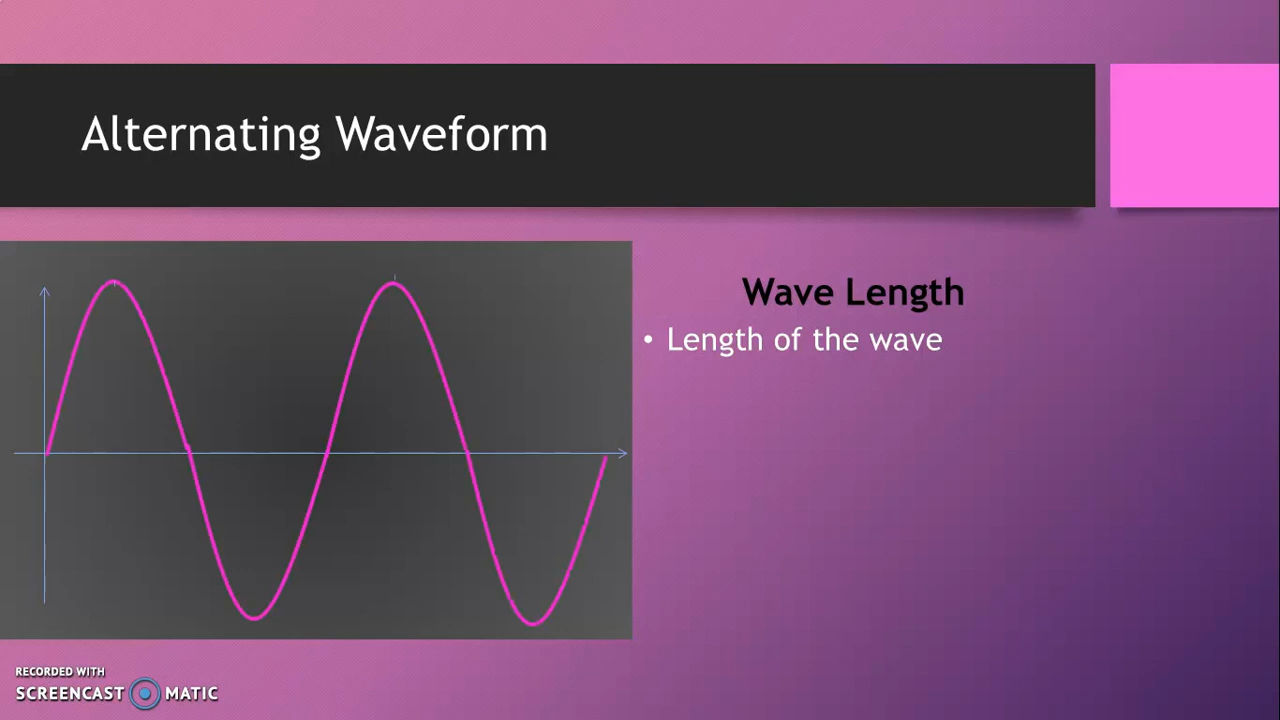 Alternating Waveform
Wave Length
• Length of the wave
RECORDED WITH
SCREENCAST MATIC